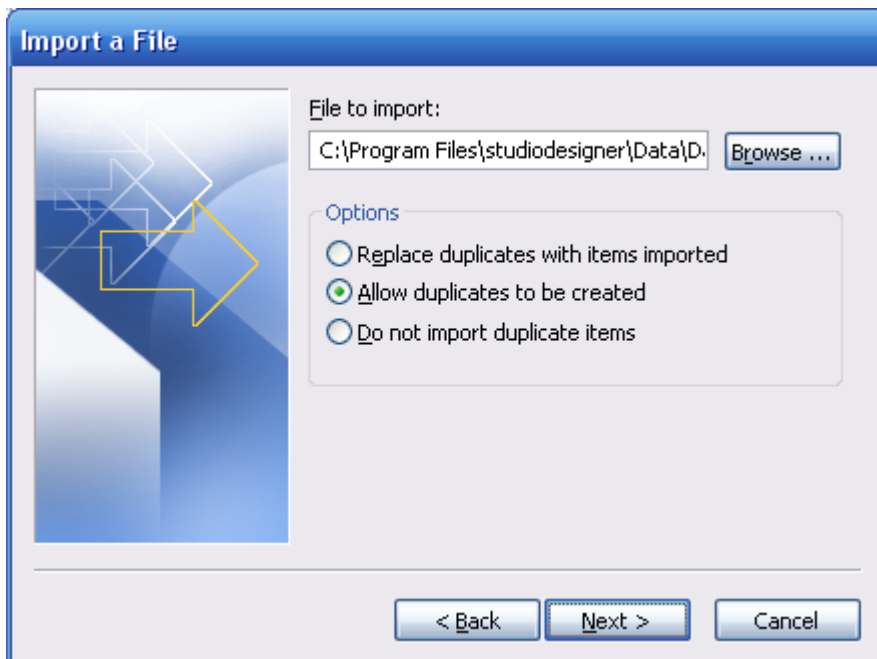 Import a File
File to import:
C:\Program Files\studiodesigner\Data\D
Browse ...
Options
Replace duplicates with items imported
Allow duplicates to be created
Do not import duplicate items
< Back
Next >
Cancel